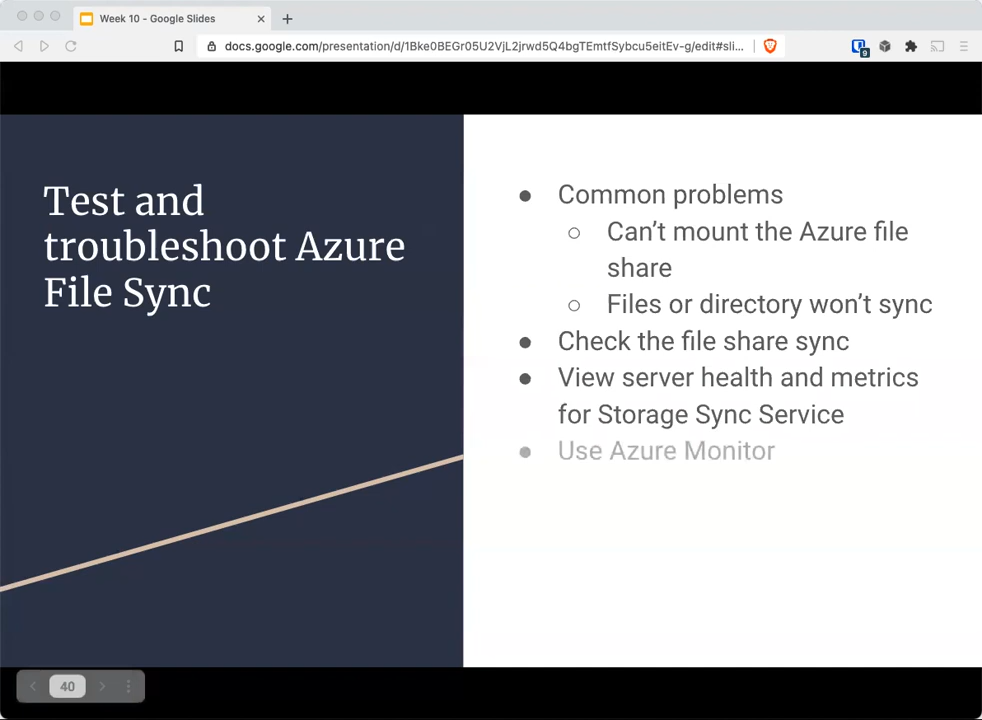 Week 10 - Google Slides
docs.google.com/presentation/d/1Bke0BEGr05U2VjL2jrwd5Q4bgTEmtfSybcu5eitEv-g/edit#sli...
9
Test and
troubleshoot Azure
File Sync
● Common problems
○ Can’t mount the Azure file
share
○ Files or directory won’t sync
● Check the file share sync
● View server health and metrics
for Storage Sync Service
● Use Azure Monitor
40